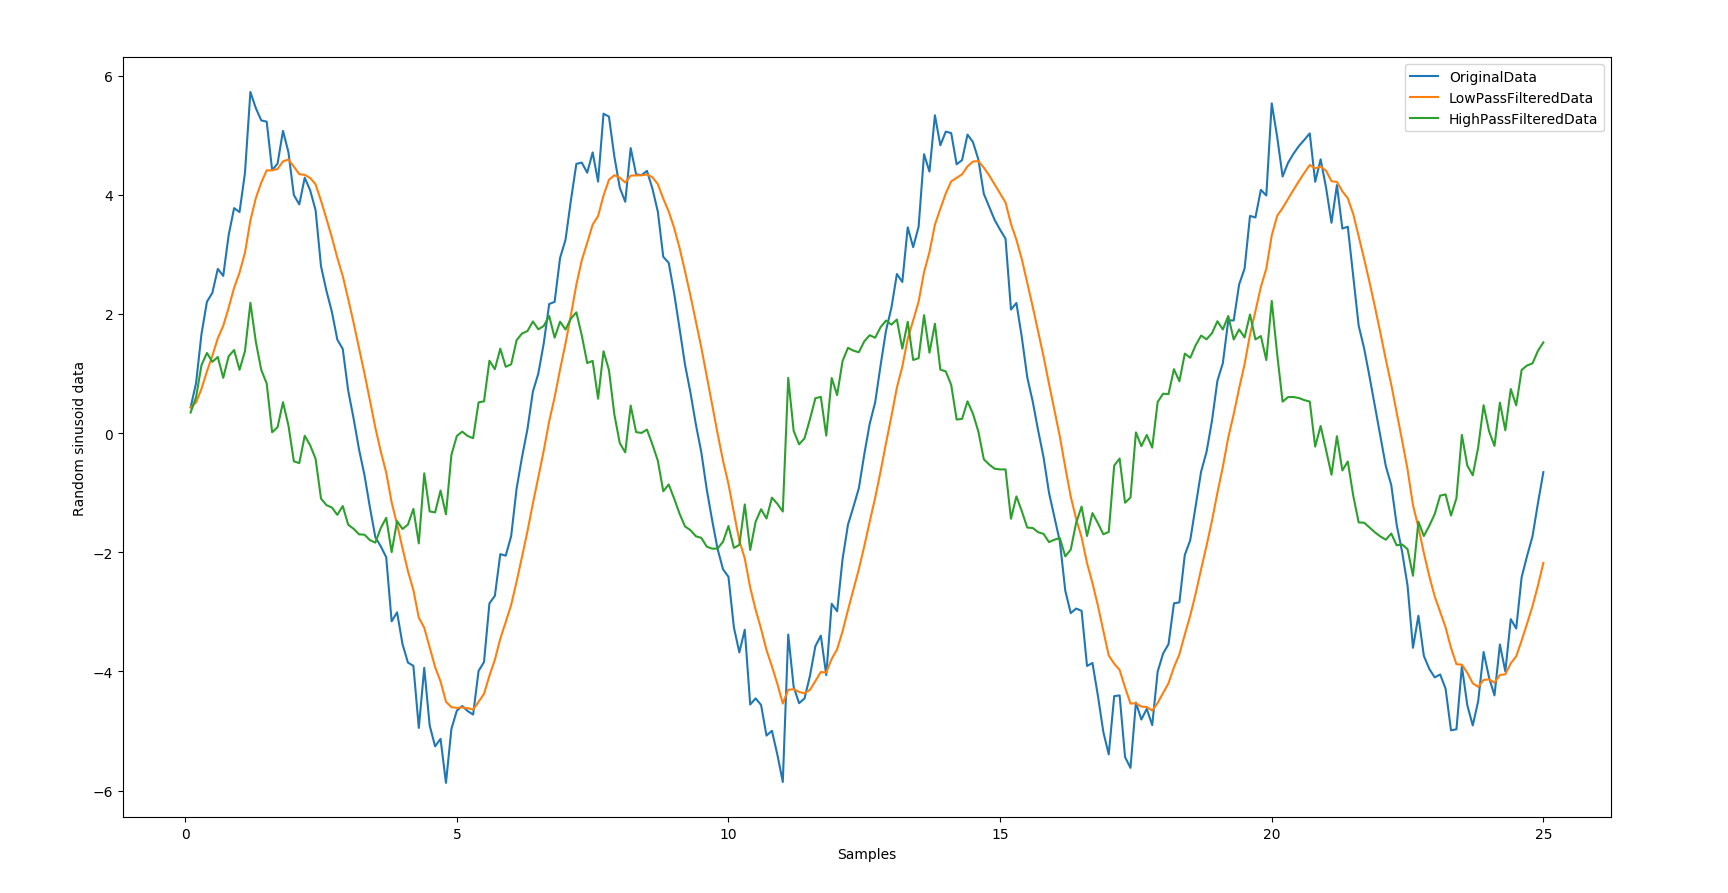 OriginalData
LowPassFilteredData
HighPassFilteredData
6
4
2
0
−2
−4
−6
Random sinusoid data
0 5 10 15 20 25
Samples